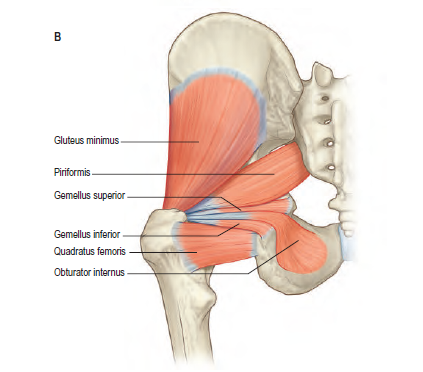 B
Gluteus minimus
Piriformis
Gemellus superior
Gemellus inferior
Quadratus femoris
Obturator internus